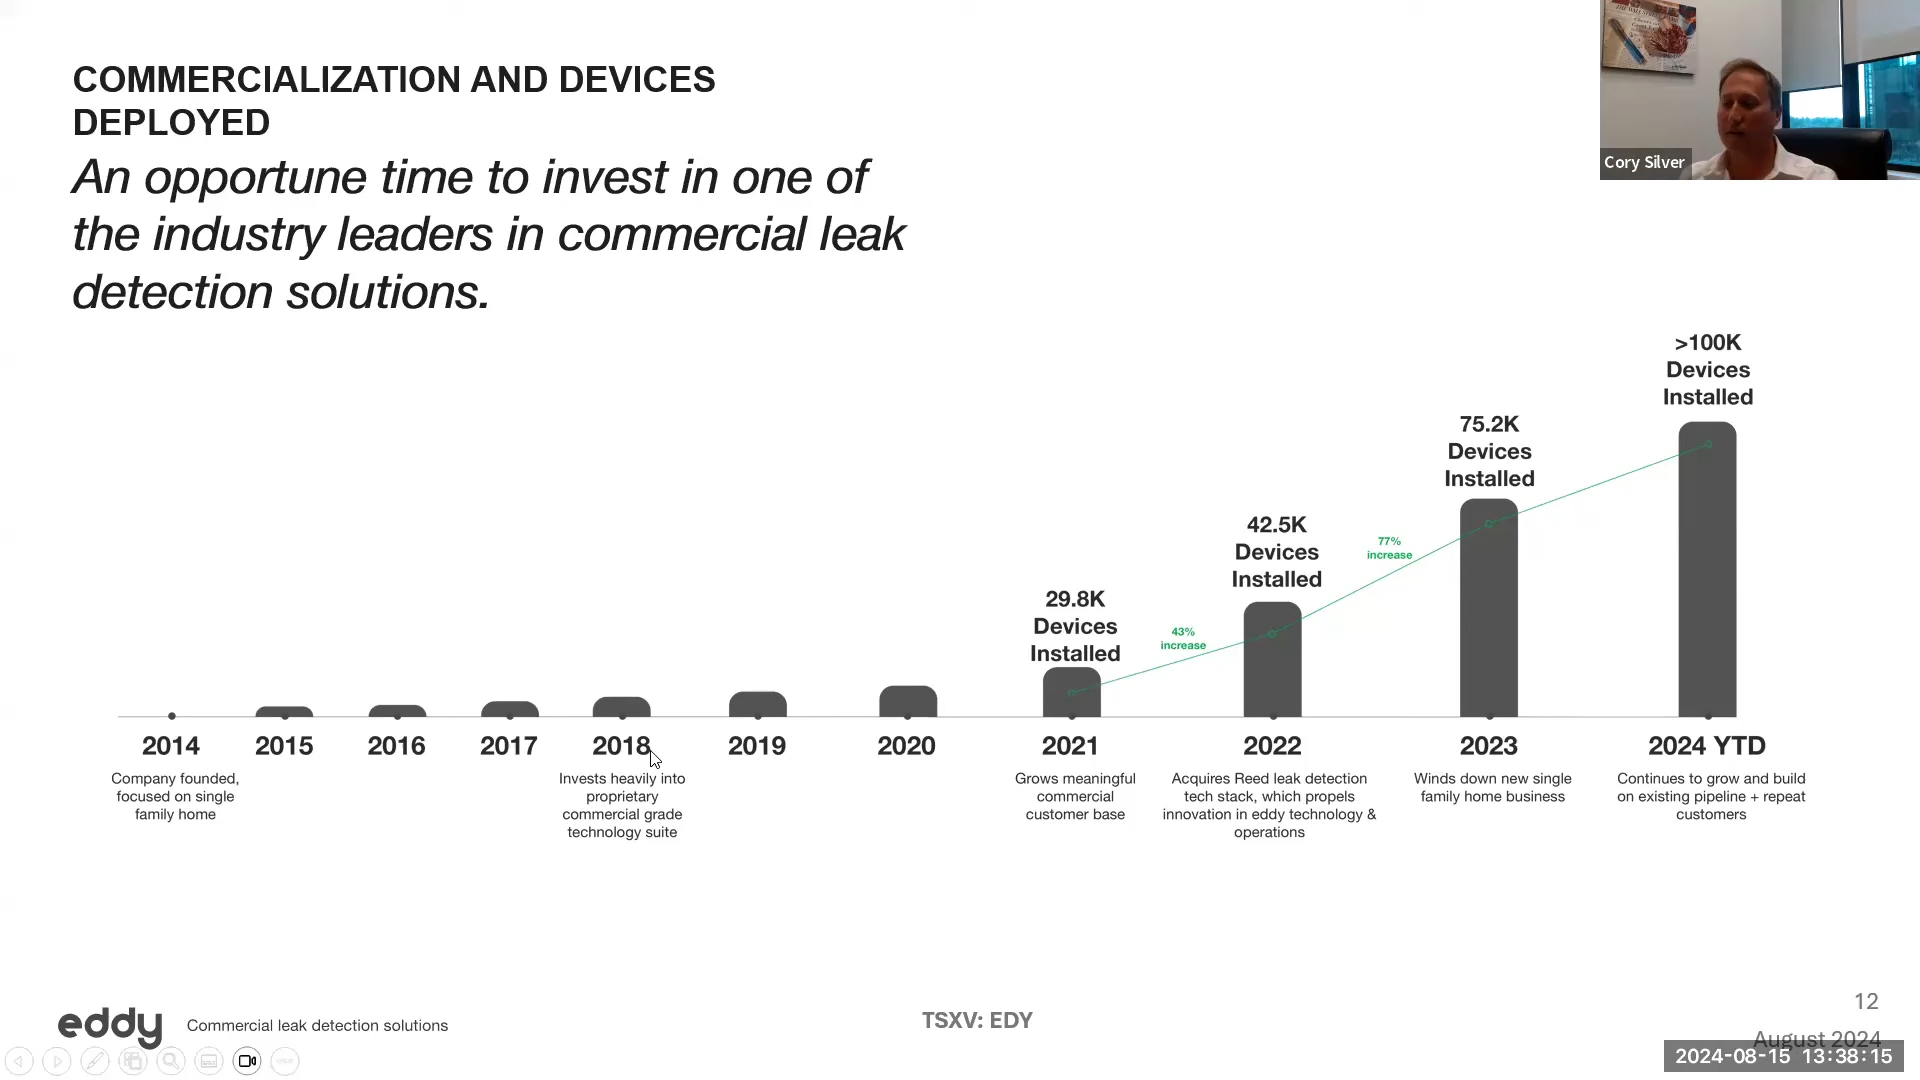 COMMERCIALIZATION AND DEVICES
DEPLOYED
An opportune time to invest in one of
the industry leaders in commercial leak
detection solutions.
Cory Silver
>100K
Devices
Installed
75.2K
Devices
Installed
42.5K
Devices
Installed
77%
increase
29.8K
Devices
Installed
43%
increase
2014
Company founded,
focused on single
family home
2015
2016
2017
2018
Invests heavily into
proprietary
commercial grade
technology suite
2019
2020
2021
Grows meaningful
commercial
customer base
2022
Acquires Reed leak detection
tech stack, which propels
innovation in eddy technology &
operations
2023
Winds down new single
family home business
2024 YTD
Continues to grow and build
on existing pipeline + repeat
customers
eddy
Commercial leak detection solutions
TSXV: EDY
12
August 2024
2024-08-15 13:38:15